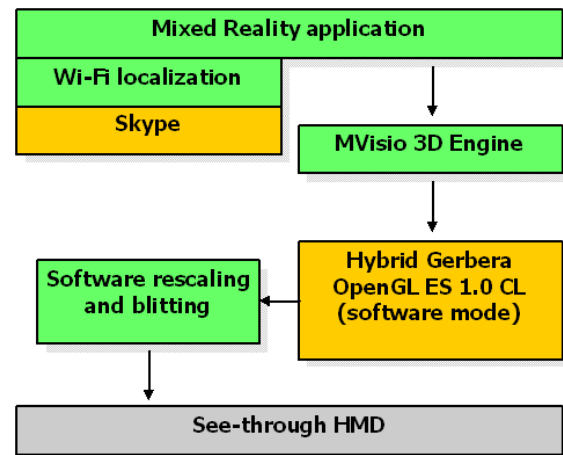 Mixed Reality application
Wi-Fi localization
Skype
MVisio 3D Engine
Hybrid Gerbera
OpenGL ES 1.0 CL
(software mode)
Software rescaling
and blitting
See-through HMD